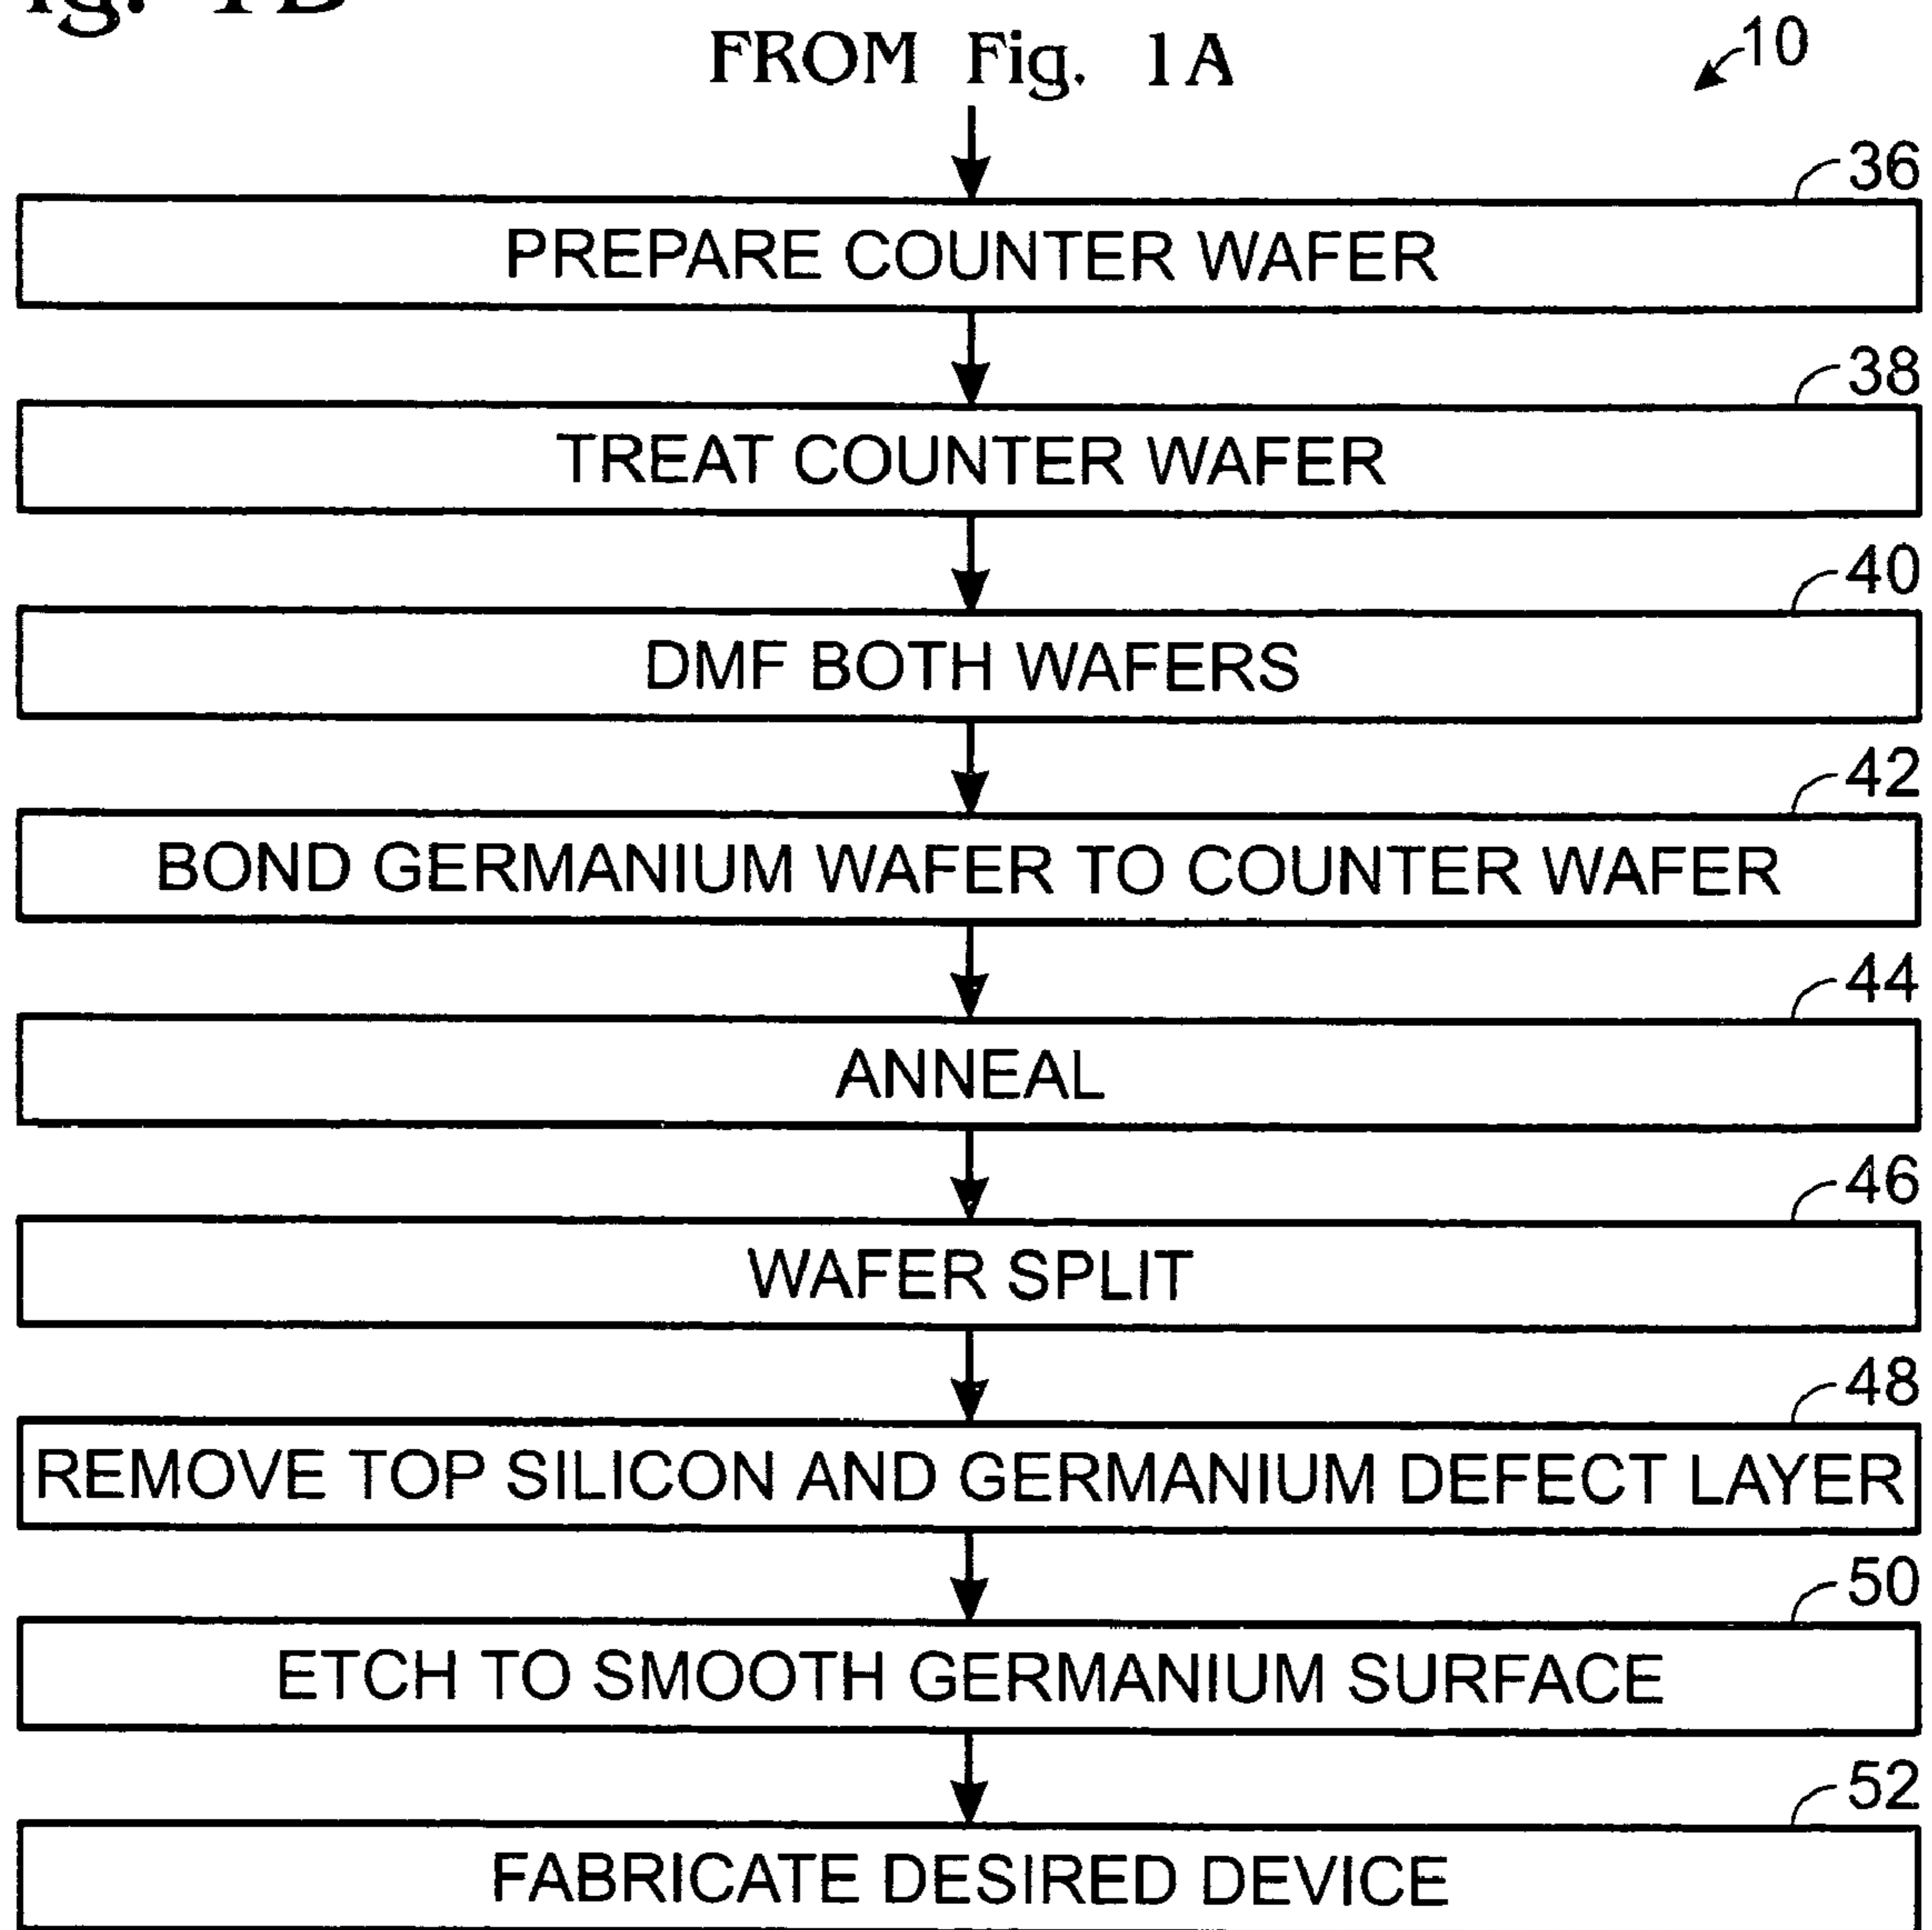 FROM Fig. 1A
10
36
PREPARE COUNTER WAFER
38
TREAT COUNTER WAFER
40
DMF BOTH WAFERS
42
BOND GERMANIUM WAFER TO COUNTER WAFER
44
ANNEAL
46
WAFER SPLIT
48
REMOVE TOP SILICON AND GERMANIUM DEFECT LAYER
50
ETCH TO SMOOTH GERMANIUM SURFACE
52
FABRICATE DESIRED DEVICE